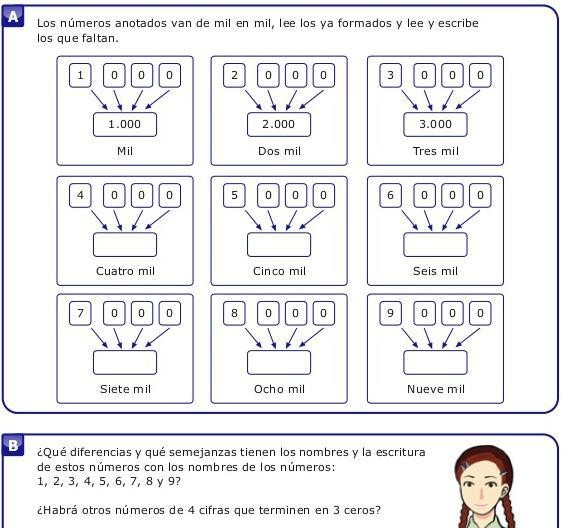 A
Los números anotados van de mil en mil, lee los ya formados y lee y escribe
los que faltan.
1 0 0 0
1.000
Mil
2 0 0 0
2.000
Dos mil
3 0 0 0
3.000
Tres mil
4 0 0 0
Cuatro mil
5 0 0 0
Cinco mil
6 0 0 0
Seis mil
7 0 0 0
Siete mil
8 0 0 0
Ocho mil
9 0 0 0
Nueve mil
B
¿Qué diferencias y qué semejanzas tienen los nombres y la escritura
de estos números con los nombres de los números:
1, 2, 3, 4, 5, 6, 7, 8 y 9?
¿Habrá otros números de 4 cifras que terminen en 3 ceros?